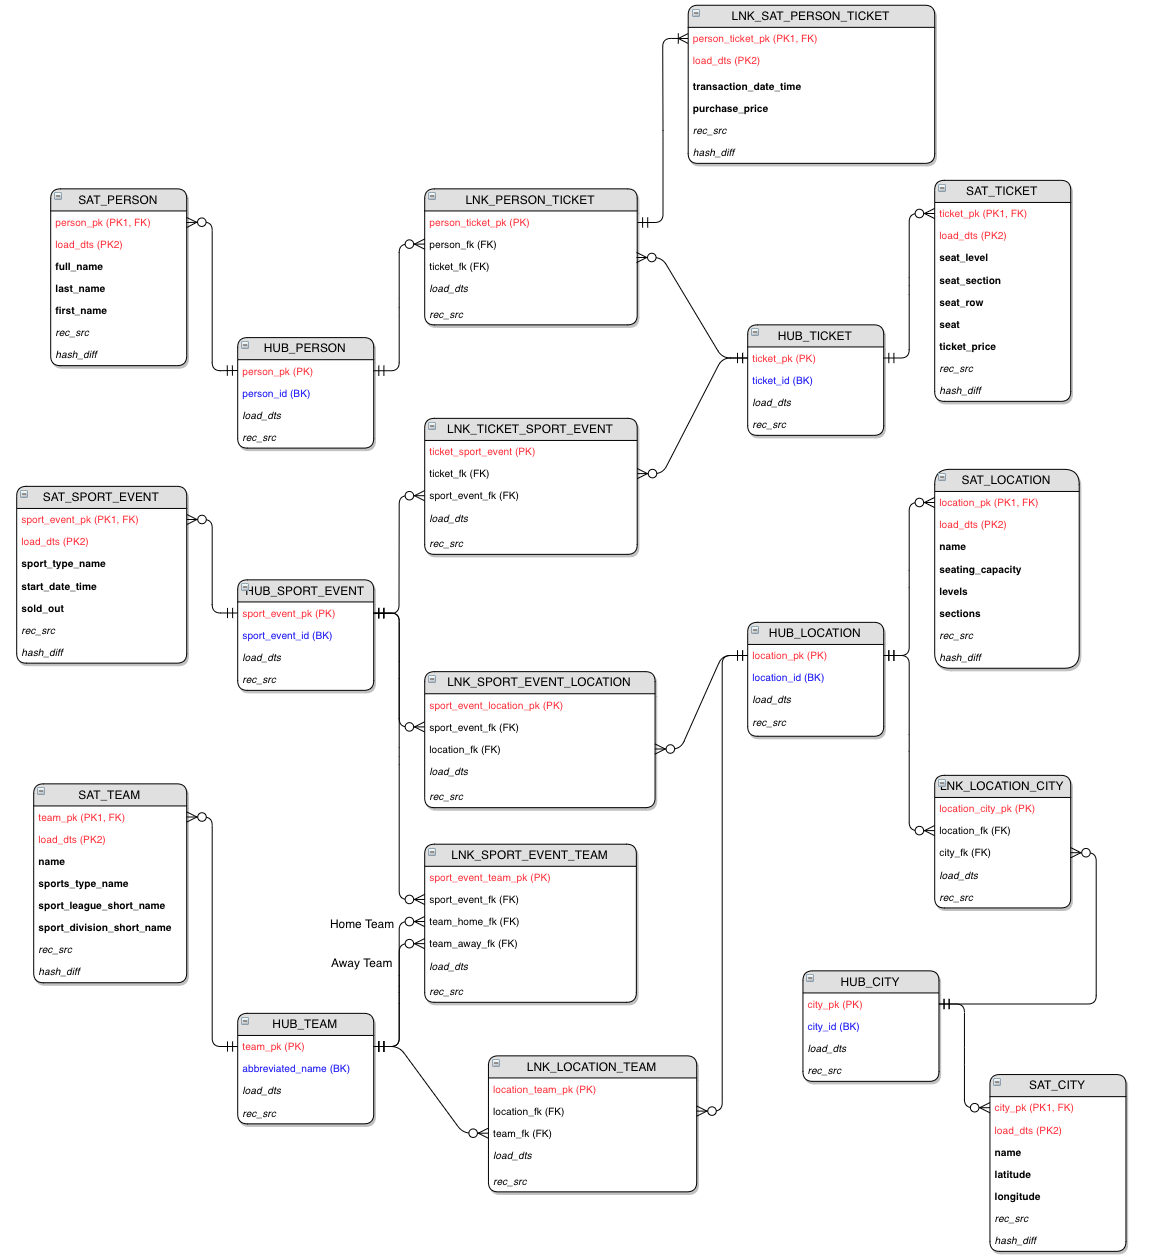 LNK_SAT_PERSON_TICKET
person_ticket_pk (PK1, FK)
load_dts (PK2)
transaction_date_time
purchase_price
rec_src
hash_diff
SAT_PERSON
person_pk (PK1, FK)
load_dts (PK2)
full_name
last_name
first_name
rec_src
hash_diff
LNK_PERSON_TICKET
person_ticket_pk (PK)
person_fk (FK)
ticket_fk (FK)
load_dts
rec_src
SAT_TICKET
ticket_pk (PK1, FK)
load_dts (PK2)
seat_level
seat_section
seat_row
seat
ticket_price
rec_src
hash_diff
HUB_PERSON
person_pk (PK)
person_id (BK)
load_dts
rec_src
HUB_TICKET
ticket_pk (PK)
ticket_id (BK)
load_dts
rec_src
LNK_TICKET_SPORT_EVENT
ticket_sport_event (PK)
ticket_fk (FK)
sport_event_fk (FK)
load_dts
rec_src
SAT_SPORT_EVENT
sport_event_pk (PK1, FK)
load_dts (PK2)
sport_type_name
start_date_time
sold_out
rec_src
hash_diff
SAT_LOCATION
location_pk (PK1, FK)
load_dts (PK2)
name
seating_capacity
levels
sections
rec_src
hash_diff
HUB_SPORT_EVENT
sport_event_pk (PK)
sport_event_id (BK)
load_dts
rec_src
HUB_LOCATION
location_pk (PK)
location_id (BK)
load_dts
rec_src
LNK_SPORT_EVENT_LOCATION
sport_event_location_pk (PK)
sport_event_fk (FK)
location_fk (FK)
load_dts
rec_src
SAT_TEAM
team_pk (PK1, FK)
load_dts (PK2)
name
sports_type_name
sport_league_short_name
sport_division_short_name
rec_src
hash_diff
LNK_LOCATION_CITY
location_city_pk (PK)
location_fk (FK)
city_fk (FK)
load_dts
rec_src
LNK_SPORT_EVENT_TEAM
sport_event_team_pk (PK)
sport_event_fk (FK)
team_home_fk (FK)
team_away_fk (FK)
load_dts
rec_src
Home Team
Away Team
HUB_CITY
city_pk (PK)
city_id (BK)
load_dts
rec_src
HUB_TEAM
team_pk (PK)
abbreviated_name (BK)
load_dts
rec_src
LNK_LOCATION_TEAM
location_team_pk (PK)
location_fk (FK)
team_fk (FK)
load_dts
rec_src
SAT_CITY
city_pk (PK1, FK)
load_dts (PK2)
name
latitude
longitude
rec_src
hash_diff